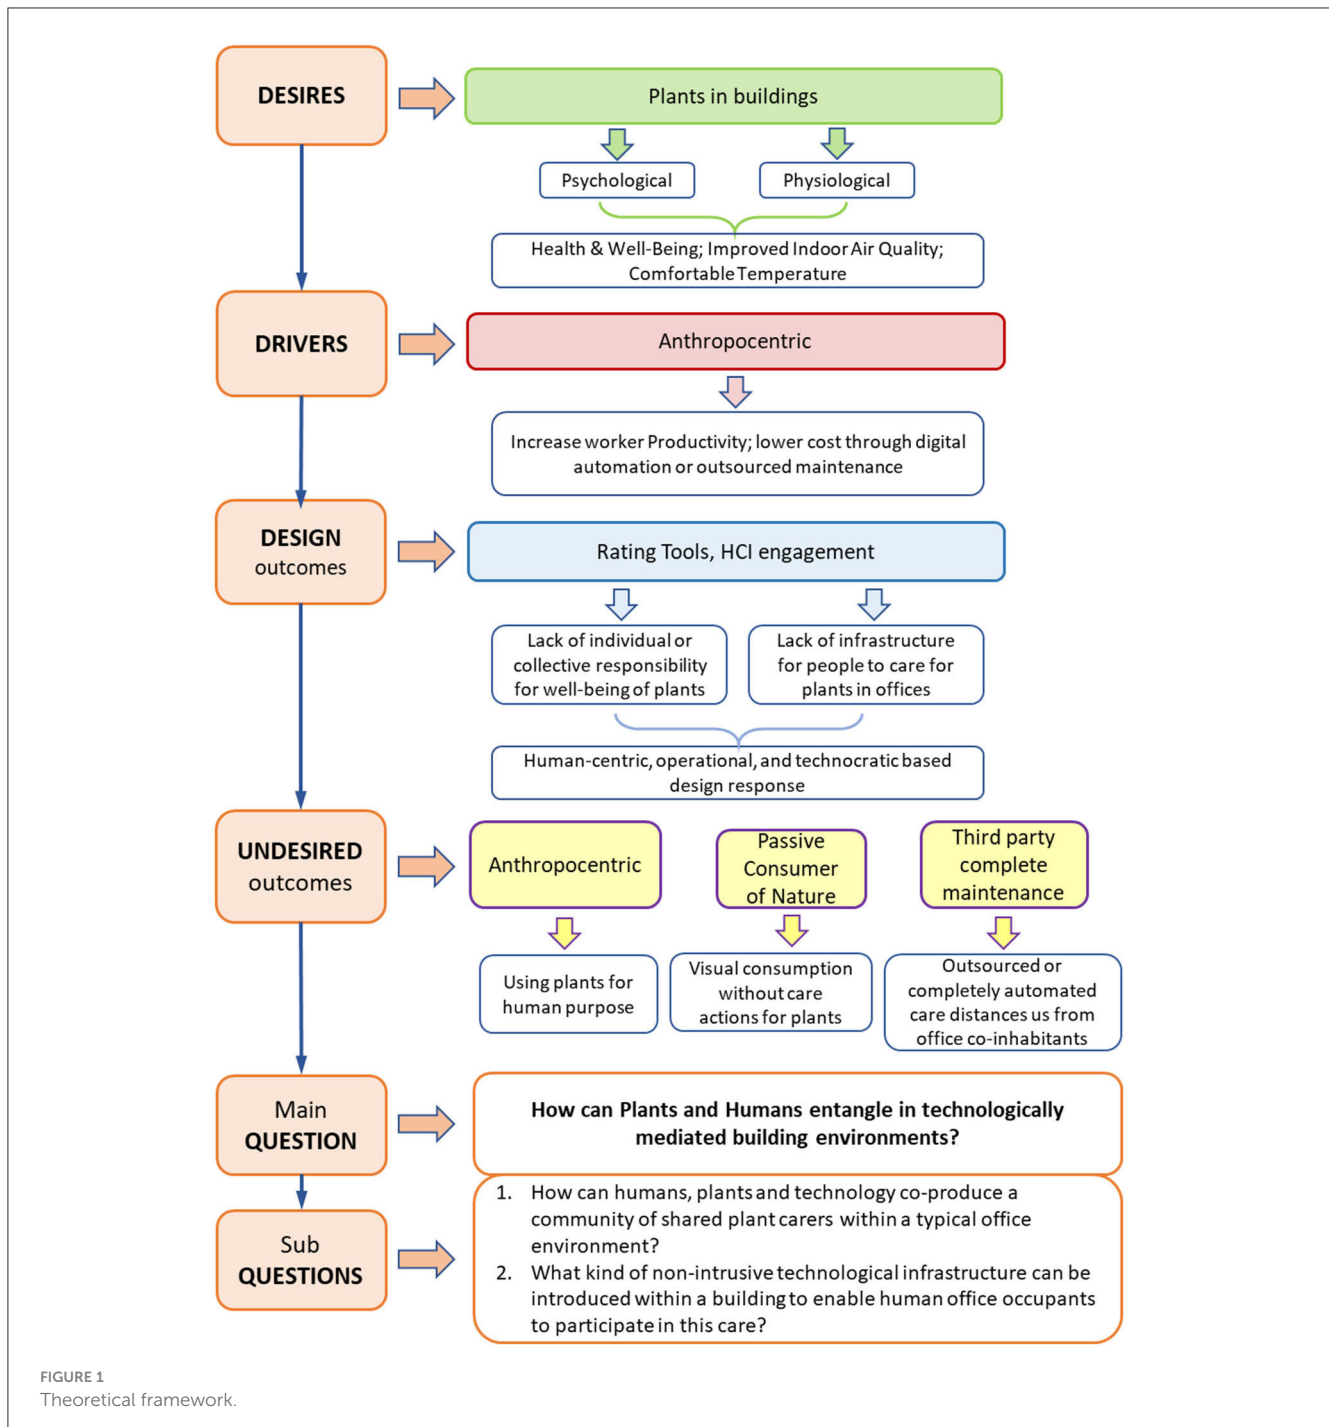 DESIRES
Plants in buildings
Psychological
Physiological
Health & Well-Being; Improved Indoor Air Quality;
Comfortable Temperature
DRIVERS
Anthropocentric
Increase worker Productivity; lower cost through digital
automation or outsourced maintenance
DESIGN
outcomes
Rating Tools, HCI engagement
Lack of individual or
collective responsibility
for well-being of plants
Lack of infrastructure
for people to care for
plants in offices
Human-centric, operational, and technocratic based
design response
UNDESIRED
outcomes
Anthropocentric
Passive
Consumer
of Nature
Third party
complete
maintenance
Using plants for
human purpose
Visual consumption
without care
actions for plants
Outsourced or
completely automated
care distances us from
office co-inhabitants
Main
QUESTION
How can Plants and Humans entangle in technologically
mediated building environments?
Sub
QUESTIONS
1. How can humans, plants and technology co-produce a
community of shared plant carers within a typical office
environment?
2. What kind of non-intrusive technological infrastructure can be
introduced within a building to enable human office occupants
to participate in this care?
FIGURE 1
Theoretical framework.